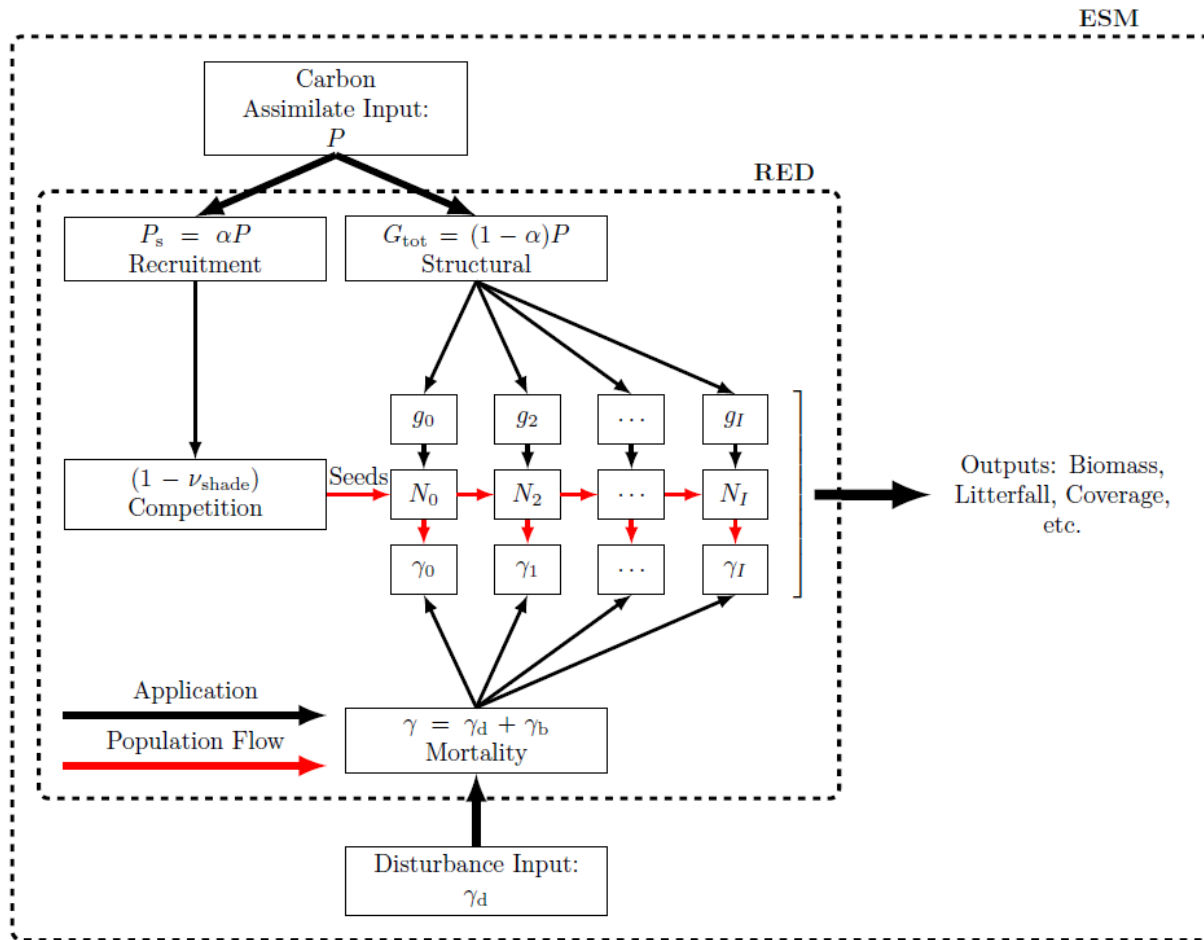 ESM
Carbon
Assimilate Input:
P
RED
P_s = αP
Recruitment
G_tot = (1 − α)P
Structural
g_0
g_2
...
g_I
(1 − ν_shade)
Competition
Seeds
N_0
N_2
...
N_I
γ_0
γ_1
...
γ_I
Outputs: Biomass,
Litterfall, Coverage,
etc.
Application
Population Flow
γ = γ_d + γ_b
Mortality
Disturbance Input:
γ_d